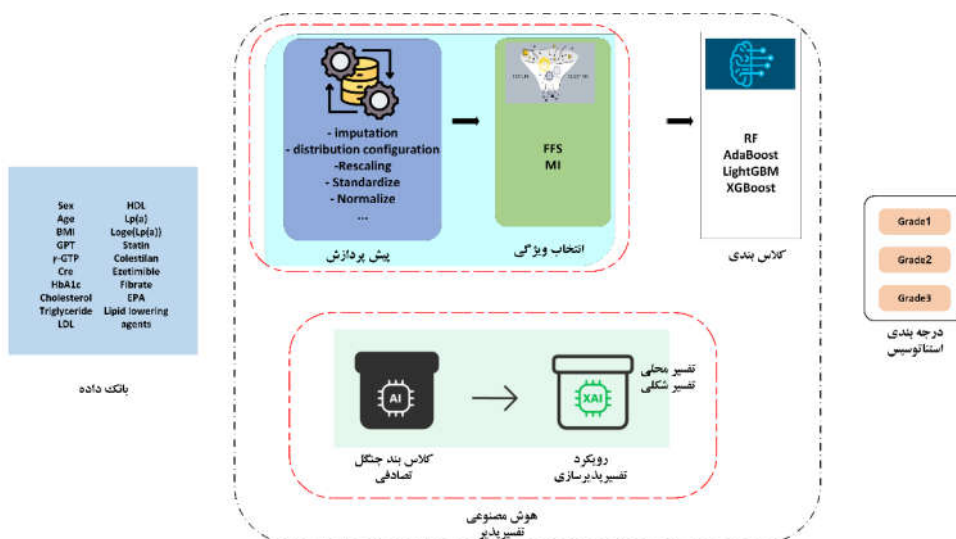 Sex
Age
BMI
GPT
γ-GTP
Cre
HbA1c
Cholesterol
Triglyceride
LDL
HDL
Lp(a)
Loge(Lp(a))
Statin
Colestilan
Ezetimible
Fibrate
EPA
Lipid lowering
agents
بانک داده
- imputation
- distribution configuration
-Rescaling
- Standardize
- Normalize
...
پیش پردازش
FFS
MI
انتخاب ویژگی
RF
AdaBoost
LightGBM
XGBoost
کلاس بندی
Grade1
Grade2
Grade3
درجه بندی
استئاتوسیس
AI
کلاس بند جنگل
تصادفی
XAI
تفسیر محلی
تفسیر شکلی
رویکرد
تفسیرپذیرسازی
هوش مصنوعی
تفسیرپذیر